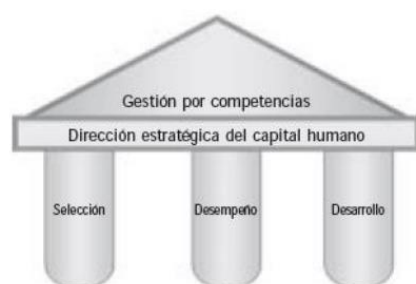 Gestión por competencias
Dirección estratégica del capital humano
Selección
Desempeño
Desarrollo